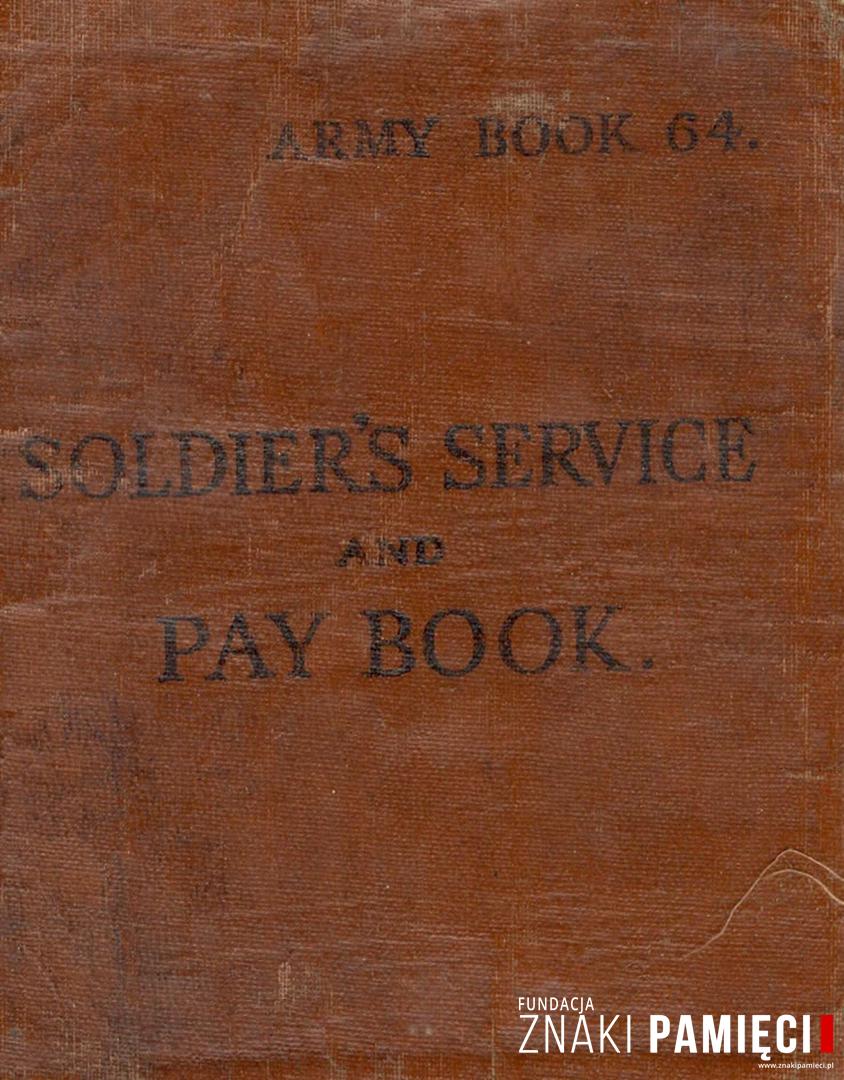 ARMY BOOK 64.
SOLDIER'S SERVICE
AND
PAY BOOK.
FUNDACJA
ZNAKI PAMIĘCI
www.znakipamieci.pl